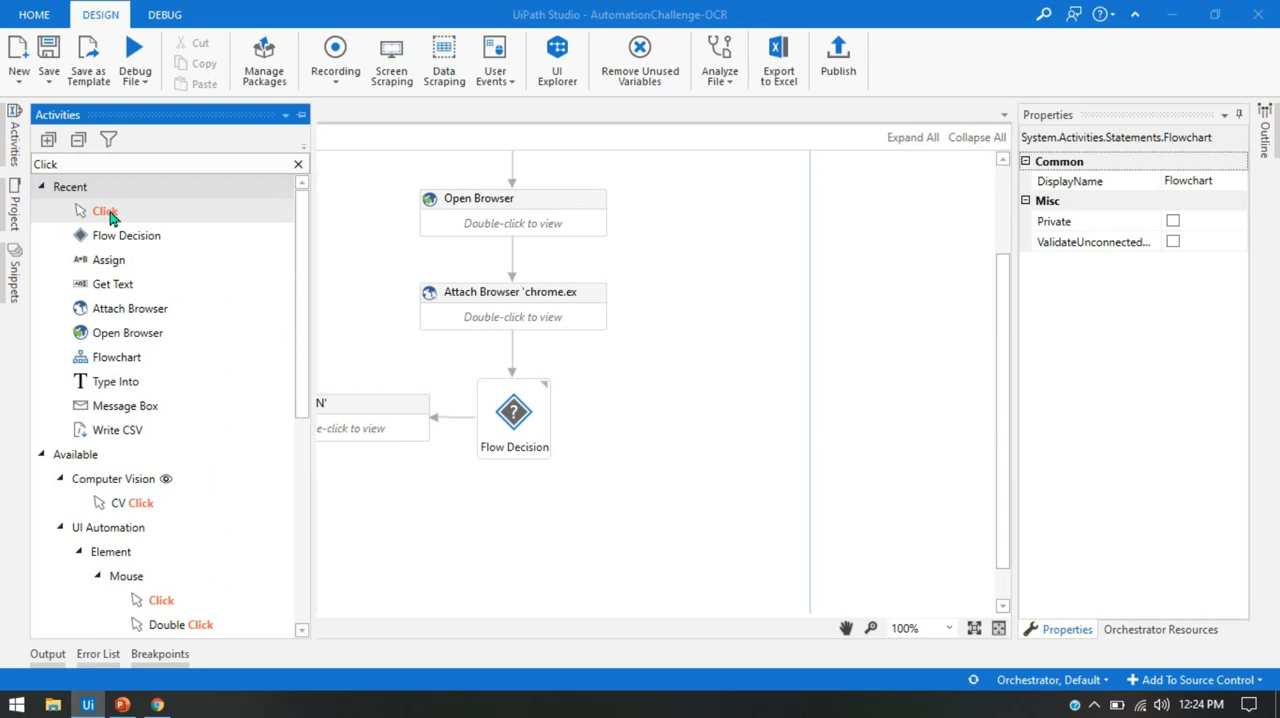 HOME DESIGN DEBUG UiPath Studio - AutomationChallenge-OCR
New Save Save as Template Debug File Cut Copy Paste Manage Packages Recording Screen Scraping Data Scraping User Events UI Explorer Remove Unused Variables Analyze File Export to Excel Publish
Activities
Activities
Project
Snippets
Click
Recent
Click
Flow Decision
Assign
Get Text
Attach Browser
Open Browser
Flowchart
Type Into
Message Box
Write CSV
Available
Computer Vision
CV Click
UI Automation
Element
Mouse
Click
Double Click
Expand All Collapse All
Open Browser
Double-click to view
Attach Browser 'chrome.ex
Double-click to view
N'
e-click to view
?
Flow Decision
100%
Properties
System.Activities.Statements.Flowchart
Common
DisplayName Flowchart
Misc
Private
ValidateUnconnected...
Outline
Properties Orchestrator Resources
Output Error List Breakpoints
Orchestrator, Default Add To Source Control
Ui 12:24 PM